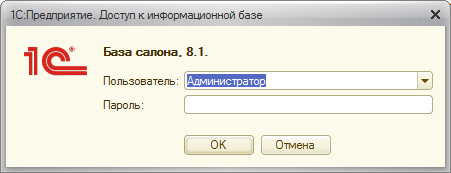 1С:Предприятие. Доступ к информационной базе
1С®
База салона, 8.1.
Пользователь: Администратор
Пароль:
OK Отмена